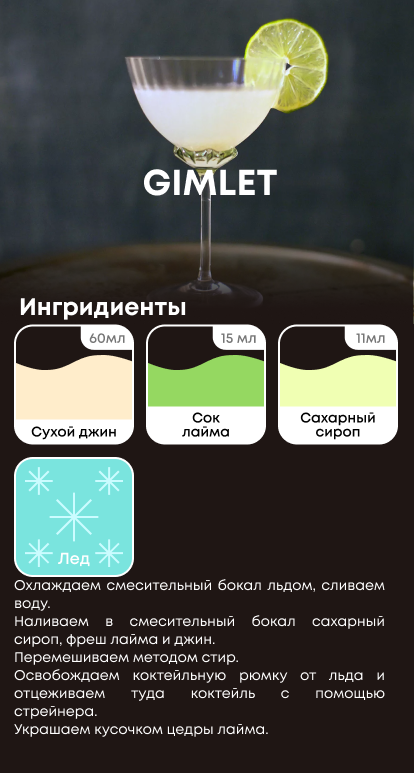 GIMLET
Ингридиенты
60мл
15 мл
11мл
Сухой джин
Сок
лайма
Сахарный
сироп
Лед
Охлаждаем смесительный бокал льдом, сливаем
воду.
Наливаем в смесительный бокал сахарный
сироп, фреш лайма и джин.
Перемешиваем методом стир.
Освобождаем коктейльную рюмку от льда и
отцеживаем туда коктейль с помощью
стрейнера.
Украшаем кусочком цедры лайма.